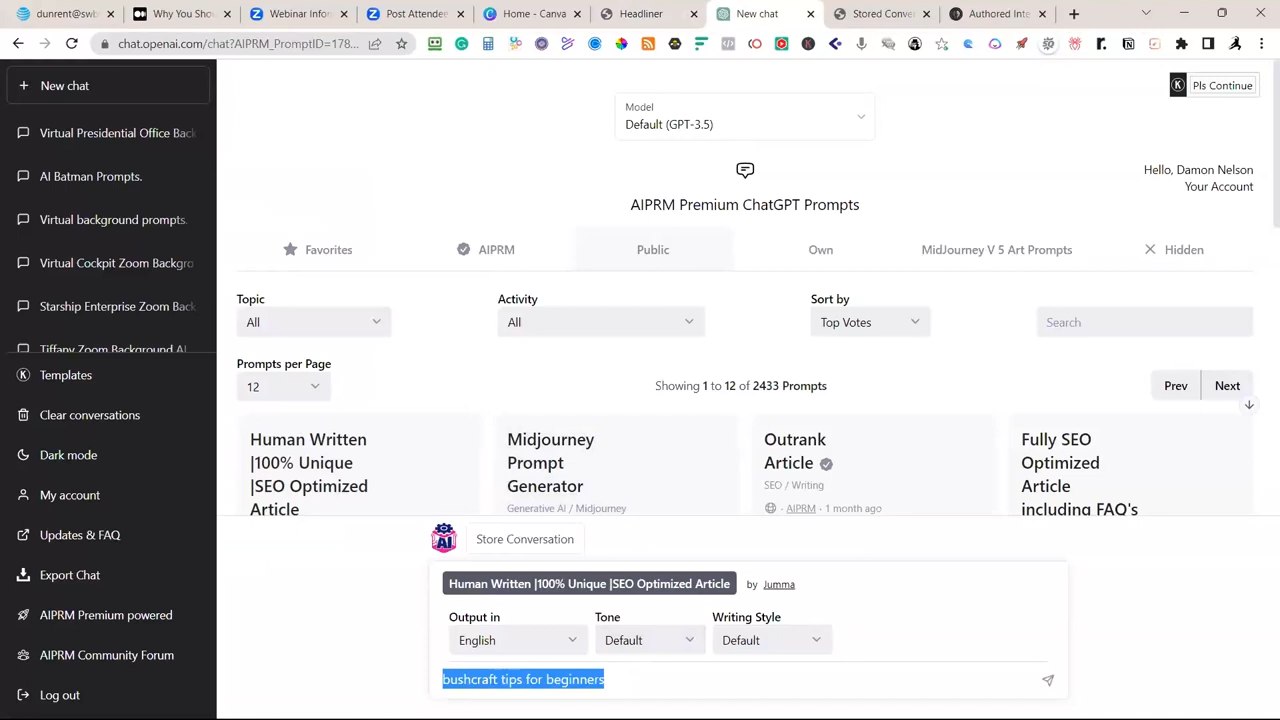 dunret@swb
Why You Shou
Webinar Infor
Post Attende
Home - Canva
Headliner
New chat
Stored Conver
Authored Inte
chat.openai.com/chat?AIPRM_PromptID=178...
New chat
Virtual Presidential Office Back
AI Batman Prompts.
Virtual background prompts.
Virtual Cockpit Zoom Backgro
Starship Enterprise Zoom Back
Tiffany Zoom Background AI
Templates
Clear conversations
Dark mode
My account
Updates & FAQ
Export Chat
AIPRM Premium powered
AIPRM Community Forum
Log out
Pls Continue
Model
Default (GPT-3.5)
Hello, Damon Nelson
Your Account
AIPRM Premium ChatGPT Prompts
Favorites
AIPRM
Public
Own
MidJourney V 5 Art Prompts
Hidden
Topic
All
Activity
All
Sort by
Top Votes
Search
Prompts per Page
12
Showing 1 to 12 of 2433 Prompts
Prev
Next
Human Written
|100% Unique
|SEO Optimized
Article
Midjourney
Prompt
Generator
Generative AI / Midjourney
Outrank
Article
SEO / Writing
AIPRM · 1 month ago
Fully SEO
Optimized
Article
including FAQ's
AI
Store Conversation
Human Written |100% Unique |SEO Optimized Article by Jumma
Output in
English
Tone
Default
Writing Style
Default
bushcraft tips for beginners